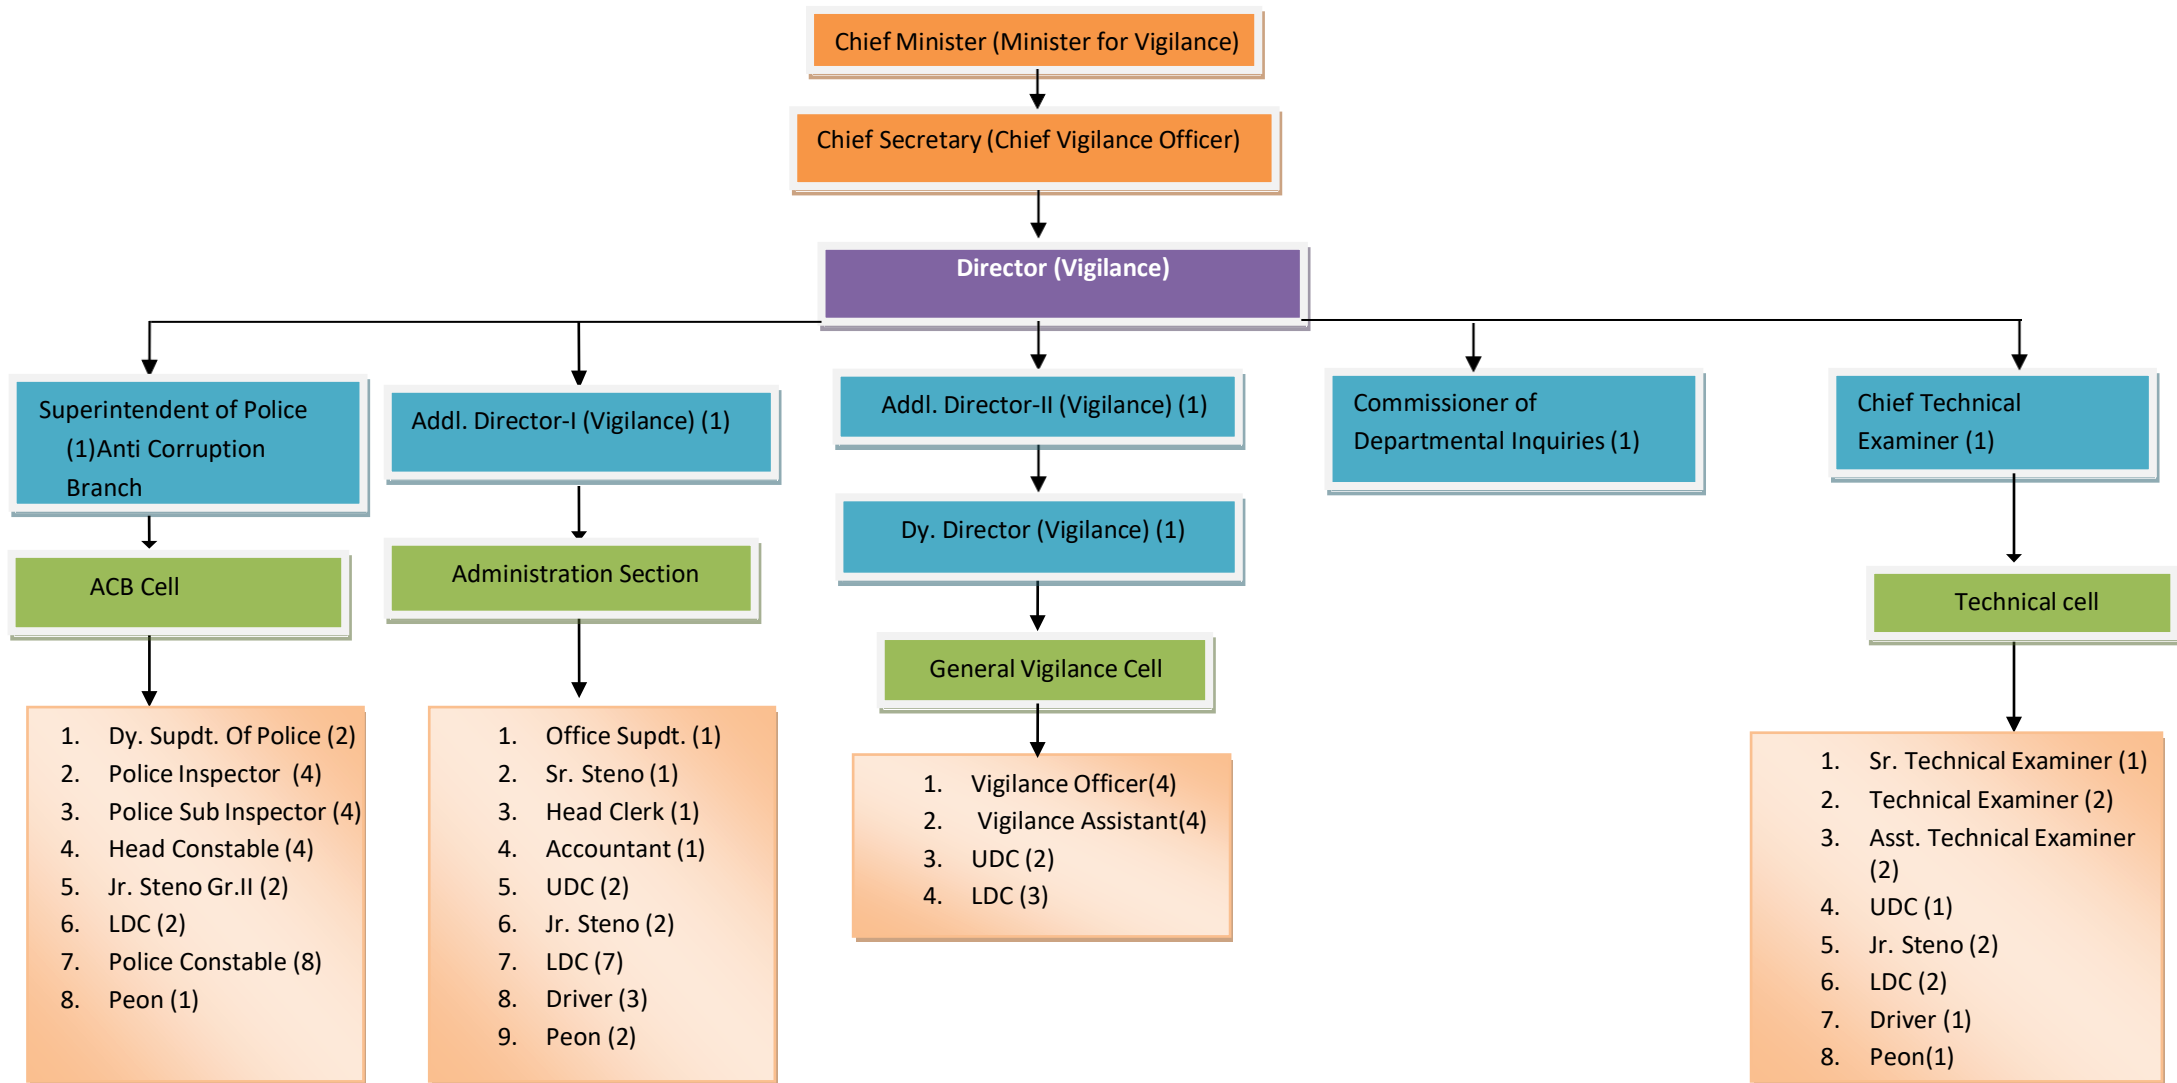 Chief Minister (Minister for Vigilance)
Chief Secretary (Chief Vigilance Officer)
Director (Vigilance)
Superintendent of Police
(1)Anti Corruption
Branch
Addl. Director-I (Vigilance) (1)
Addl. Director-II (Vigilance) (1)
Commissioner of
Departmental Inquiries (1)
Chief Technical
Examiner (1)
Dy. Director (Vigilance) (1)
ACB Cell
Administration Section
General Vigilance Cell
Technical cell
1. Dy. Supdt. Of Police (2)
2. Police Inspector (4)
3. Police Sub Inspector (4)
4. Head Constable (4)
5. Jr. Steno Gr.II (2)
6. LDC (2)
7. Police Constable (8)
8. Peon (1)
1. Office Supdt. (1)
2. Sr. Steno (1)
3. Head Clerk (1)
4. Accountant (1)
5. UDC (2)
6. Jr. Steno (2)
7. LDC (7)
8. Driver (3)
9. Peon (2)
1. Vigilance Officer(4)
2. Vigilance Assistant(4)
3. UDC (2)
4. LDC (3)
1. Sr. Technical Examiner (1)
2. Technical Examiner (2)
3. Asst. Technical Examiner
(2)
4. UDC (1)
5. Jr. Steno (2)
6. LDC (2)
7. Driver (1)
8. Peon(1)